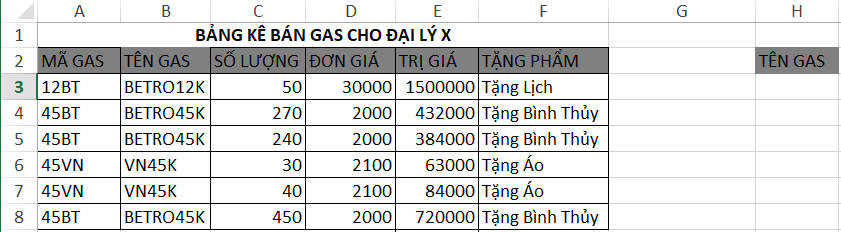 A B C D E F G H
1 BẢNG KÊ BÁN GAS CHO ĐẠI LÝ X
2 MÃ GAS TÊN GAS SỐ LƯỢNG ĐƠN GIÁ TRỊ GIÁ TẶNG PHẨM TÊN GAS
3 12BT BETRO12K 50 30000 1500000 Tặng Lịch
4 45BT BETRO45K 270 2000 432000 Tặng Bình Thủy
5 45BT BETRO45K 240 2000 384000 Tặng Bình Thủy
6 45VN VN45K 30 2100 63000 Tặng Áo
7 45VN VN45K 40 2100 84000 Tặng Áo
8 45BT BETRO45K 450 2000 720000 Tặng Bình Thủy